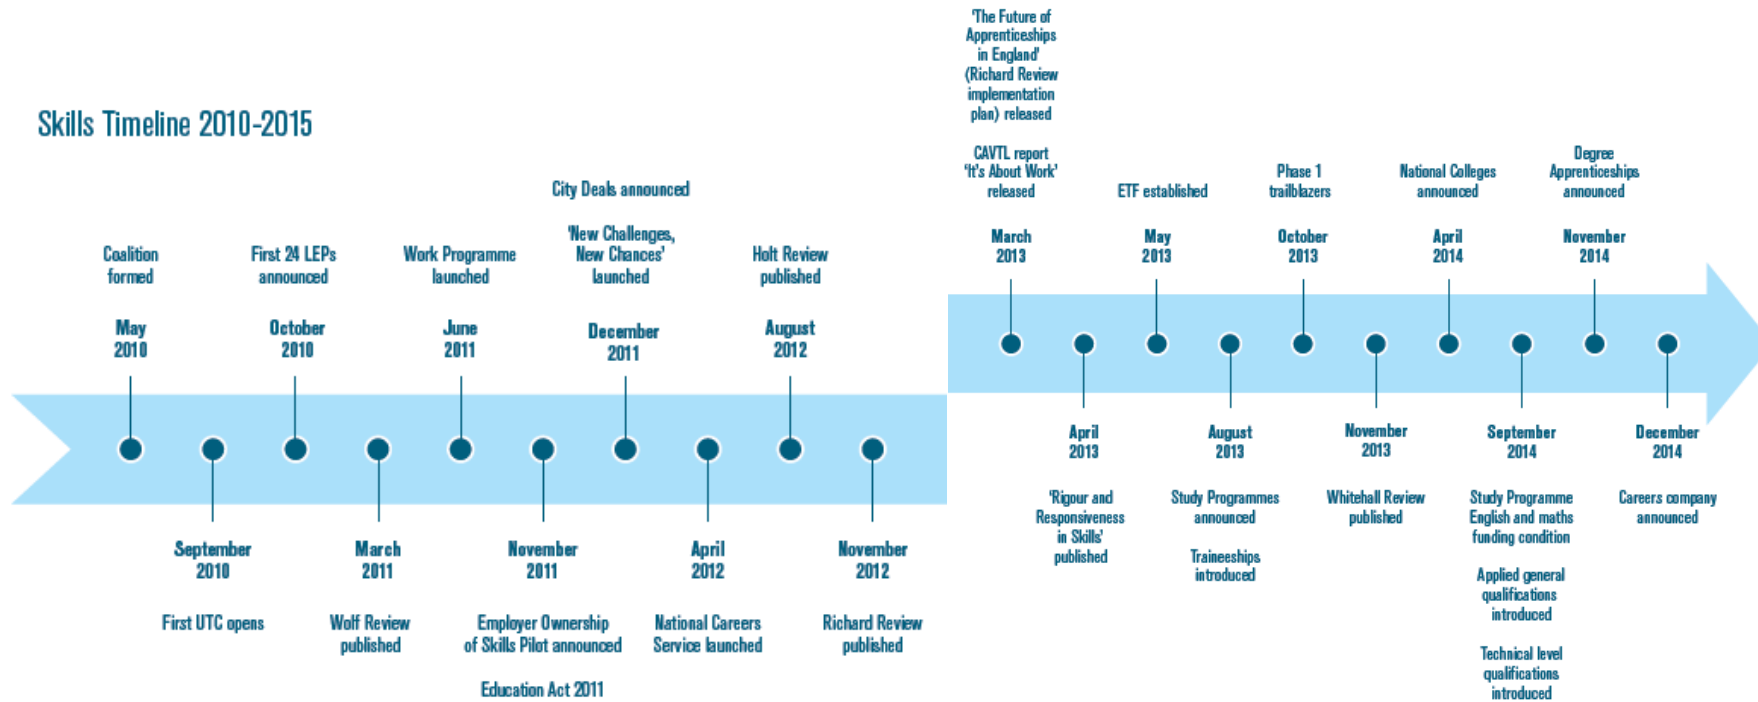 Skills Timeline 2010-2015
Coalition
formed
May
2010
September
2010
First UTC opens
First 24 LEPs
announced
October
2010
March
2011
Wolf Review
published
Work Programme
launched
June
2011
November
2011
Employer Ownership
of Skills Pilot announced
Education Act 2011
City Deals announced
'New Challenges,
New Chances'
launched
December
2011
April
2012
National Careers
Service launched
Holt Review
published
August
2012
November
2012
Richard Review
published
'The Future of
Apprenticeships
in England'
(Richard Review
implementation
plan) released
CAVTL report
'It's About Work'
released
March
2013
April
2013
'Rigour and
Responsiveness
in Skills'
published
ETF established
May
2013
August
2013
Study Programmes
announced
Traineeships
introduced
Phase 1
trailblazers
October
2013
November
2013
Whitehall Review
published
National Colleges
announced
April
2014
September
2014
Study Programme
English and maths
funding condition
Applied general
qualifications
introduced
Technical level
qualifications
introduced
Degree
Apprenticeships
announced
November
2014
December
2014
Careers company
announced